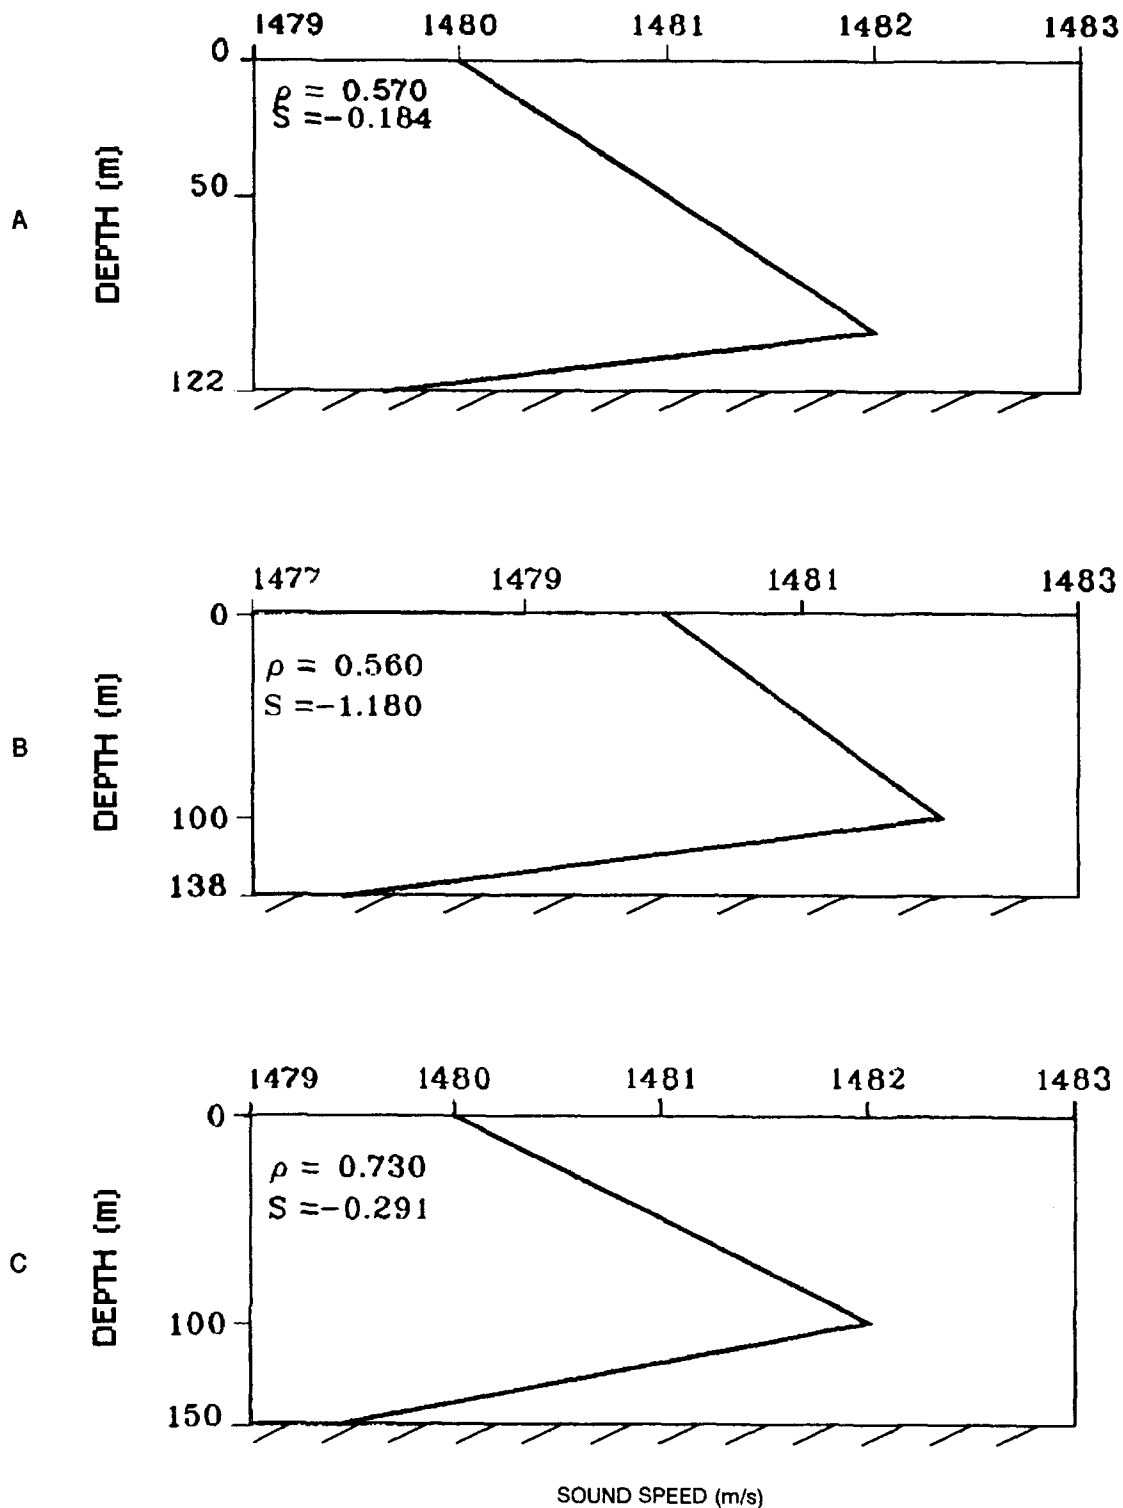 1479 1480 1481 1482 1483
0
ρ = 0.570
S =-0.184
50
DEPTH (m)
A
122
1477 1479 1481 1483
0
ρ = 0.560
S =-1.180
DEPTH (m)
B
100
138
1479 1480 1481 1482 1483
0
ρ = 0.730
S =-0.291
DEPTH (m)
C
100
150
SOUND SPEED (m/s)